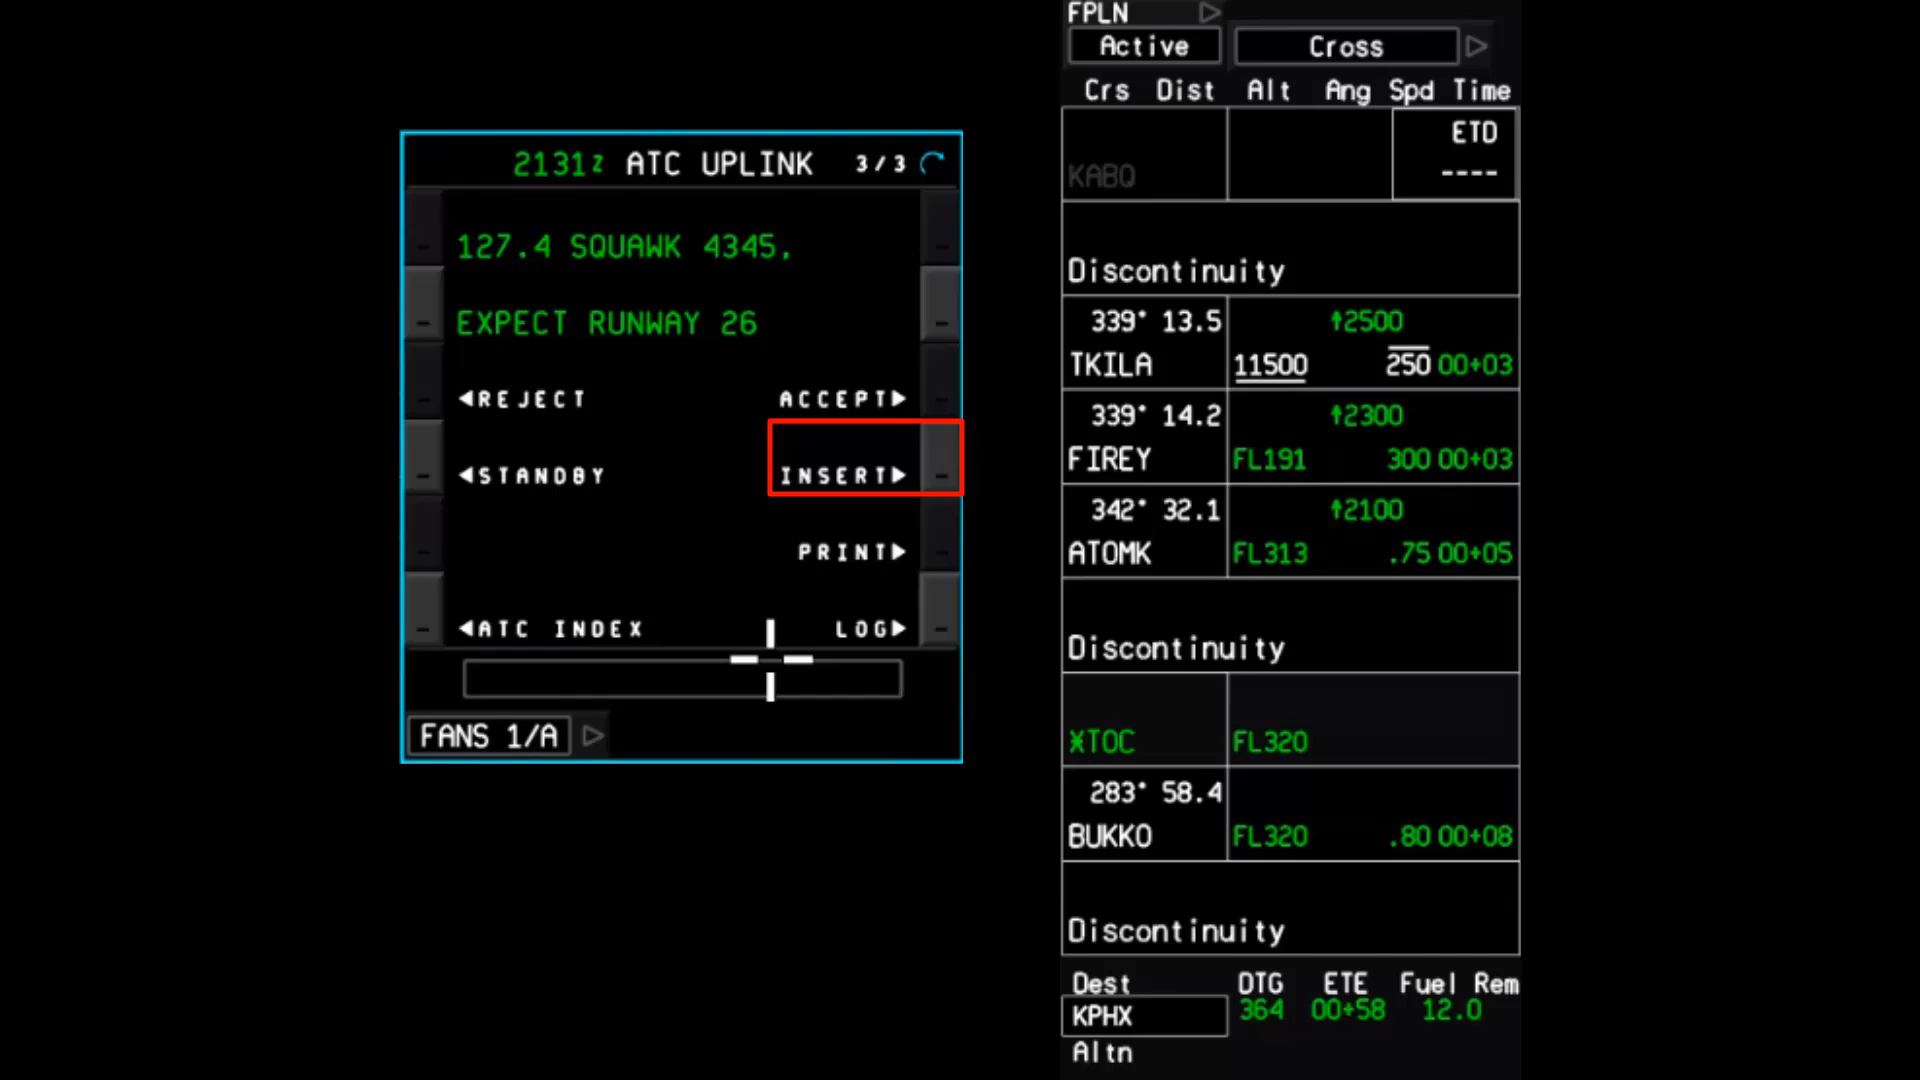 2131Z ATC UPLINK 3/3
127.4 SQUAWK 4345,
EXPECT RUNWAY 26
◀REJECT ACCEPT▶
◀STANDBY INSERT▶
PRINT▶
◀ATC INDEX LOG▶
FANS 1/A
FPLN
Active Cross
Crs Dist Alt Ang Spd Time
ETD
KABQ ----
Discontinuity
339° 13.5 ↑2500
TKILA 11500 250 00+03
339° 14.2 ↑2300
FIREY FL191 300 00+03
342° 32.1 ↑2100
ATOMK FL313 .75 00+05
Discontinuity
XTOC FL320
283° 58.4
BUKKO FL320 .80 00+08
Discontinuity
Dest DTG ETE Fuel Rem
KPHX 364 00+58 12.0
Altn